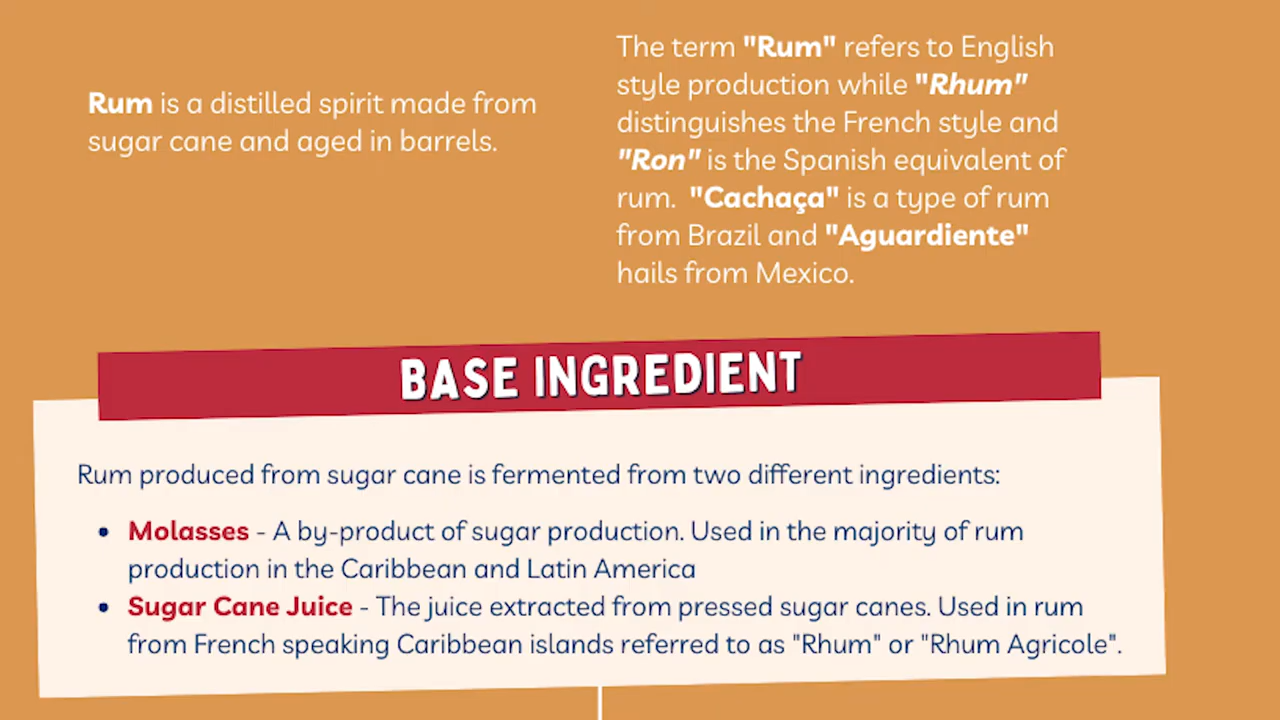 Rum is a distilled spirit made from
sugar cane and aged in barrels.
The term "Rum" refers to English
style production while "Rhum"
distinguishes the French style and
"Ron" is the Spanish equivalent of
rum. "Cachaça" is a type of rum
from Brazil and "Aguardiente"
hails from Mexico.
BASE INGREDIENT
Rum produced from sugar cane is fermented from two different ingredients:
• Molasses - A by-product of sugar production. Used in the majority of rum
production in the Caribbean and Latin America
• Sugar Cane Juice - The juice extracted from pressed sugar canes. Used in rum
from French speaking Caribbean islands referred to as "Rhum" or "Rhum Agricole".